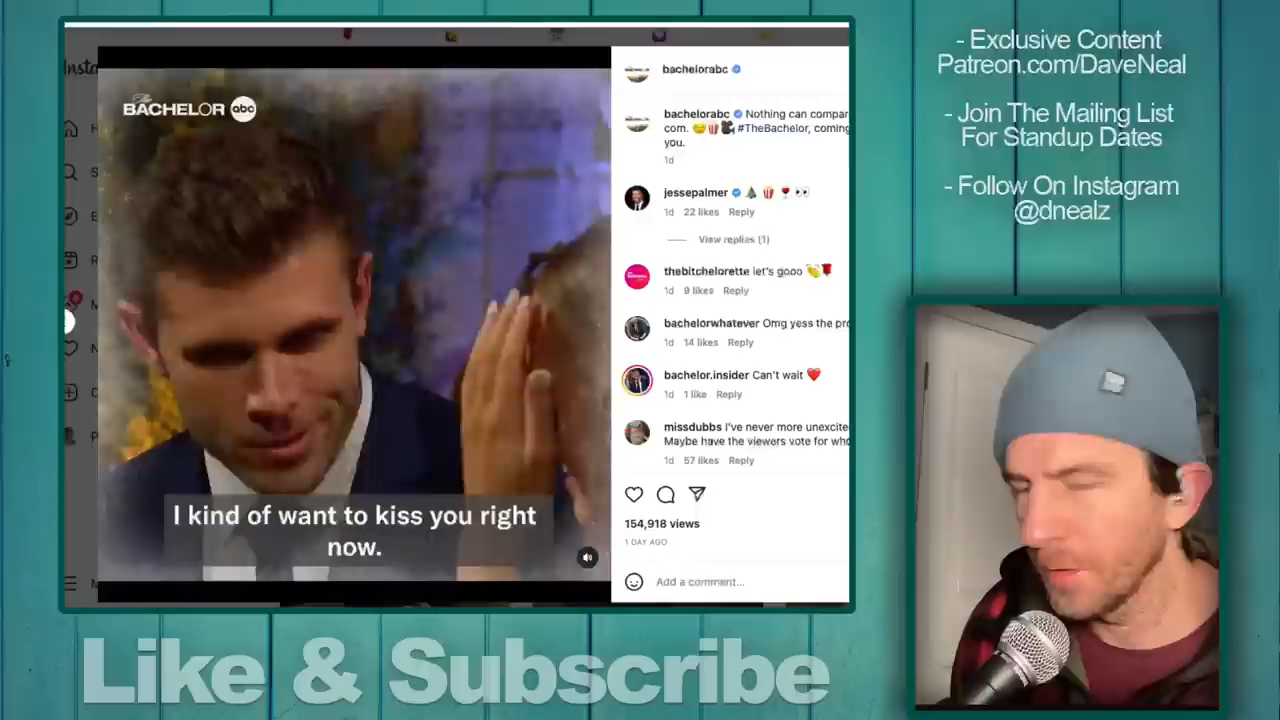 - Exclusive Content
Patreon.com/DaveNeal
- Join The Mailing List
For Standup Dates
- Follow On Instagram
@dnealz
Insta
The
BACHELOR abc
I kind of want to kiss you right
now.
bachelorabc
bachelorabc Nothing can compar
com. 😏🍿🎥 #TheBachelor, coming
you.
1d
jessepalmer 🎄 🍿 🍷 👀
1d 22 likes Reply
View replies (1)
thebitchelorette let's gooo 👏🌹
1d 9 likes Reply
bachelorwhatever Omg yess the pro
1d 14 likes Reply
bachelor.insider Can't wait ❤️
1d 1 like Reply
missdubbs I've never more unexcite
Maybe have the viewers vote for who
1d 57 likes Reply
154,918 views
1 DAY AGO
Add a comment...
Like & Subscribe